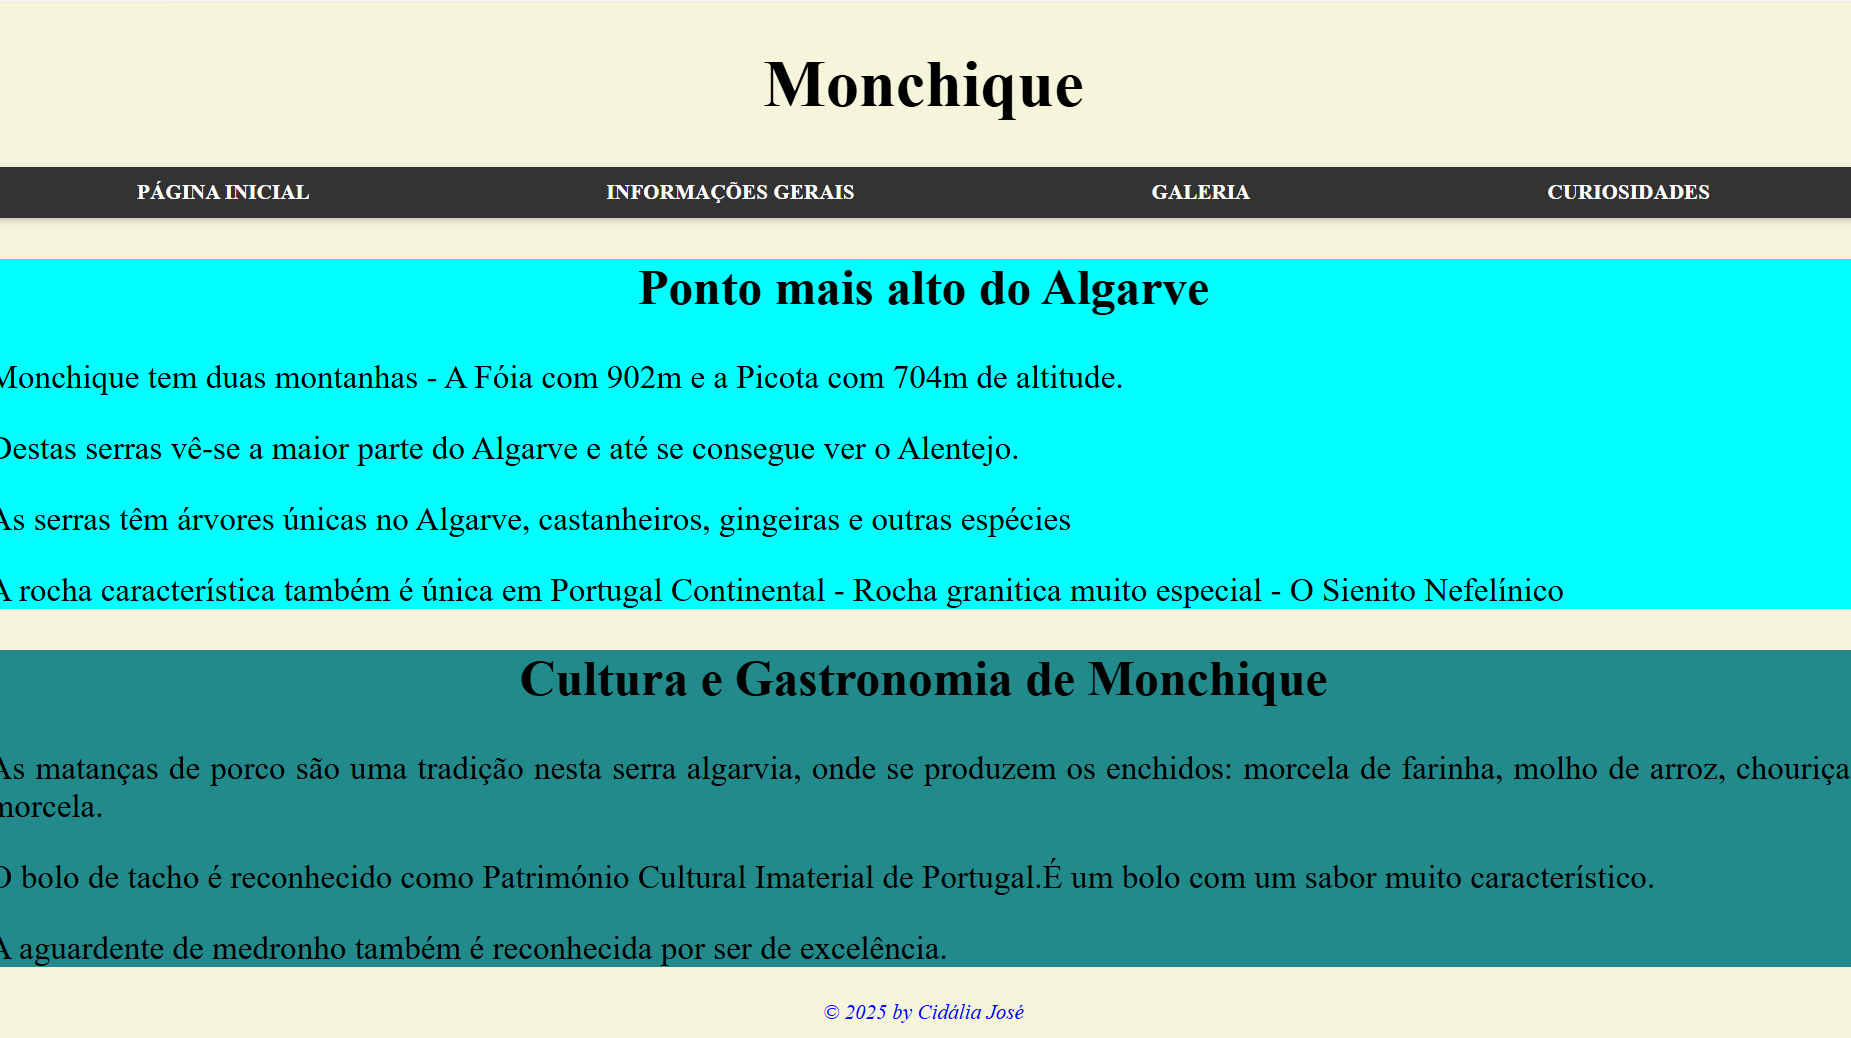 Monchique
PÁGINA INICIAL INFORMAÇÕES GERAIS GALERIA CURIOSIDADES
Ponto mais alto do Algarve
Monchique tem duas montanhas - A Fóia com 902m e a Picota com 704m de altitude.
Destas serras vê-se a maior parte do Algarve e até se consegue ver o Alentejo.
As serras têm árvores únicas no Algarve, castanheiros, gingeiras e outras espécies
A rocha característica também é única em Portugal Continental - Rocha granitica muito especial - O Sienito Nefelínico
Cultura e Gastronomia de Monchique
As matanças de porco são uma tradição nesta serra algarvia, onde se produzem os enchidos: morcela de farinha, molho de arroz, chouriça
morcela.
O bolo de tacho é reconhecido como Património Cultural Imaterial de Portugal.É um bolo com um sabor muito característico.
A aguardente de medronho também é reconhecida por ser de excelência.
© 2025 by Cidália José